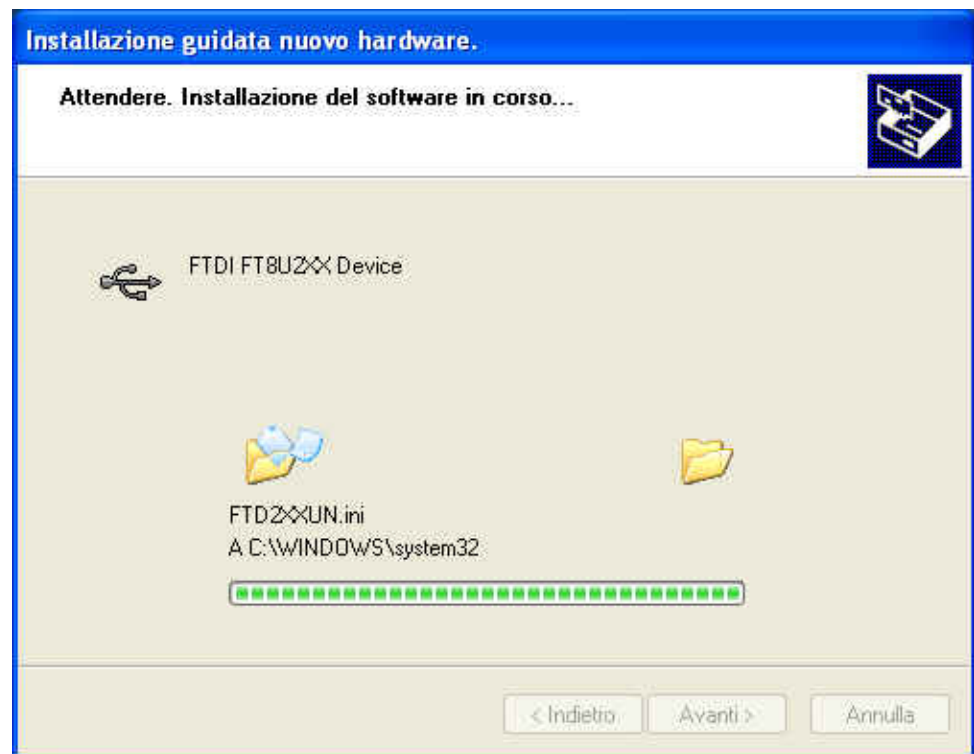 Installazione guidata nuovo hardware.
Attendere. Installazione del software in corso...
FTDI FT8U2XX Device
FTD2XXUN.ini
A C:\WINDOWS\system32
< Indietro
Avanti >
Annulla